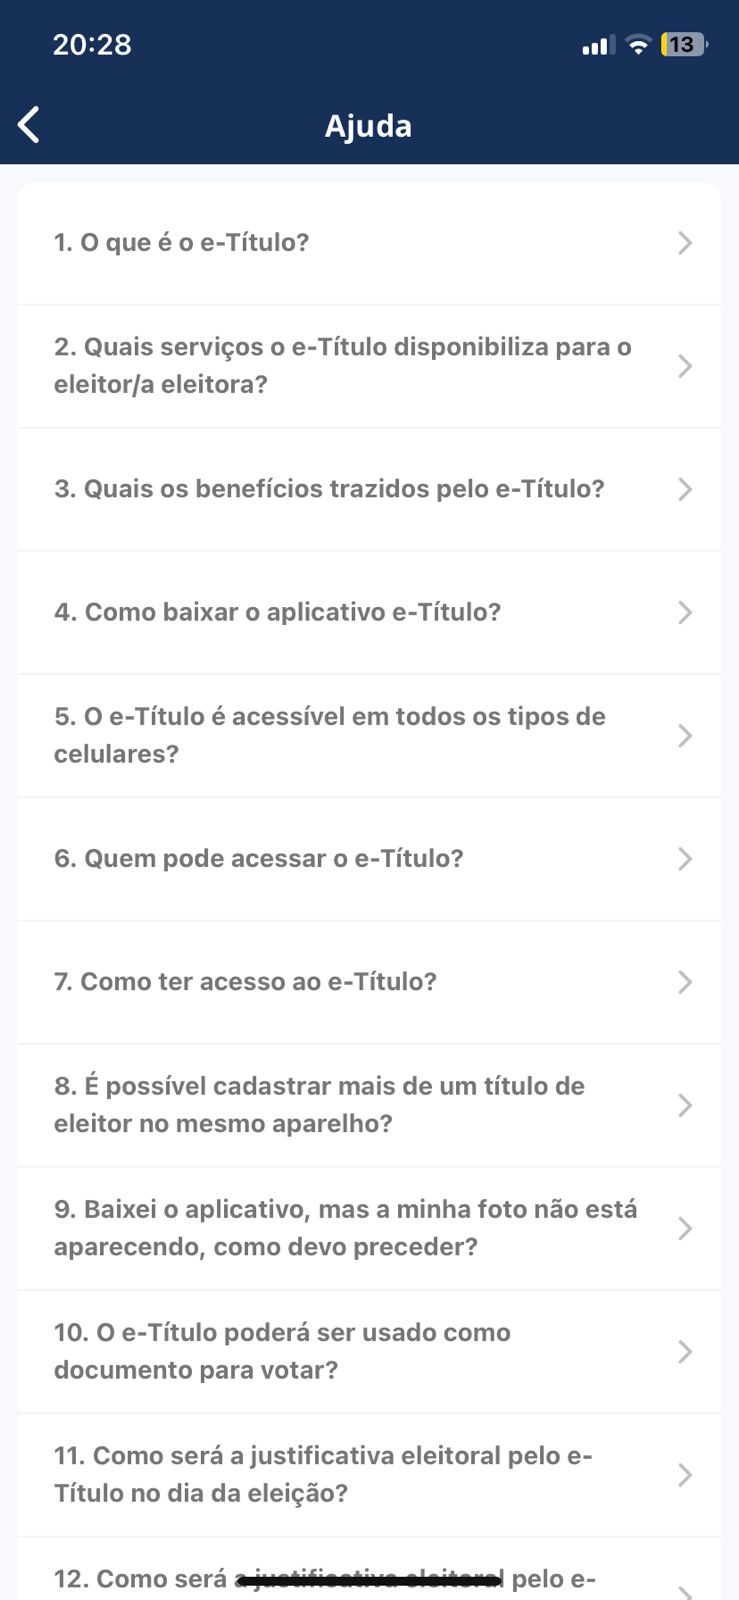 20:28
13
Ajuda
1. O que é o e-Título?
2. Quais serviços o e-Título disponibiliza para o
eleitor/a eleitora?
3. Quais os benefícios trazidos pelo e-Título?
4. Como baixar o aplicativo e-Título?
5. O e-Título é acessível em todos os tipos de
celulares?
6. Quem pode acessar o e-Título?
7. Como ter acesso ao e-Título?
8. É possível cadastrar mais de um título de
eleitor no mesmo aparelho?
9. Baixei o aplicativo, mas a minha foto não está
aparecendo, como devo preceder?
10. O e-Título poderá ser usado como
documento para votar?
11. Como será a justificativa eleitoral pelo e-
Título no dia da eleição?
12. Como será a justificativa eleitoral pelo e-